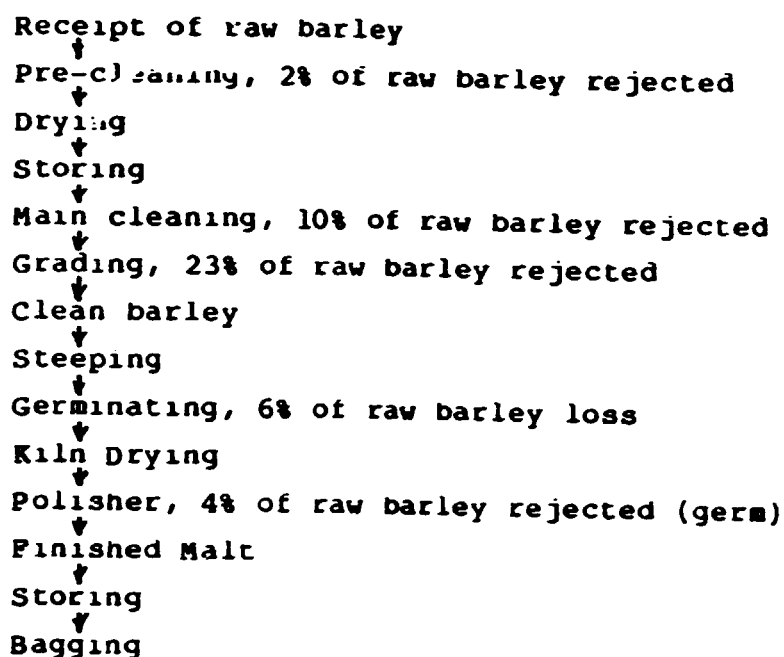 Receipt of raw barley
Pre-cleaning, 2% of raw barley rejected
Drying
Storing
Main cleaning, 10% of raw barley rejected
Grading, 23% of raw barley rejected
Clean barley
Steeping
Germinating, 6% of raw barley loss
Kiln Drying
Polisher, 4% of raw barley rejected (germ)
Finished Malt
Storing
Bagging